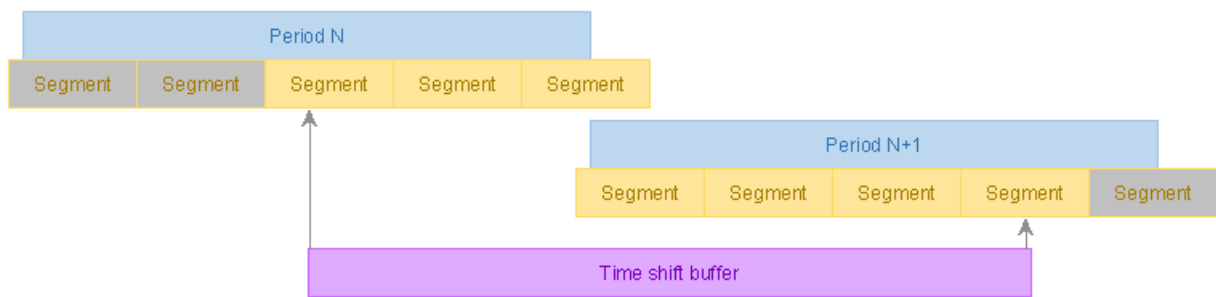 Period N
Segment Segment Segment Segment Segment
Period N+1
Segment Segment Segment Segment Segment
Time shift buffer